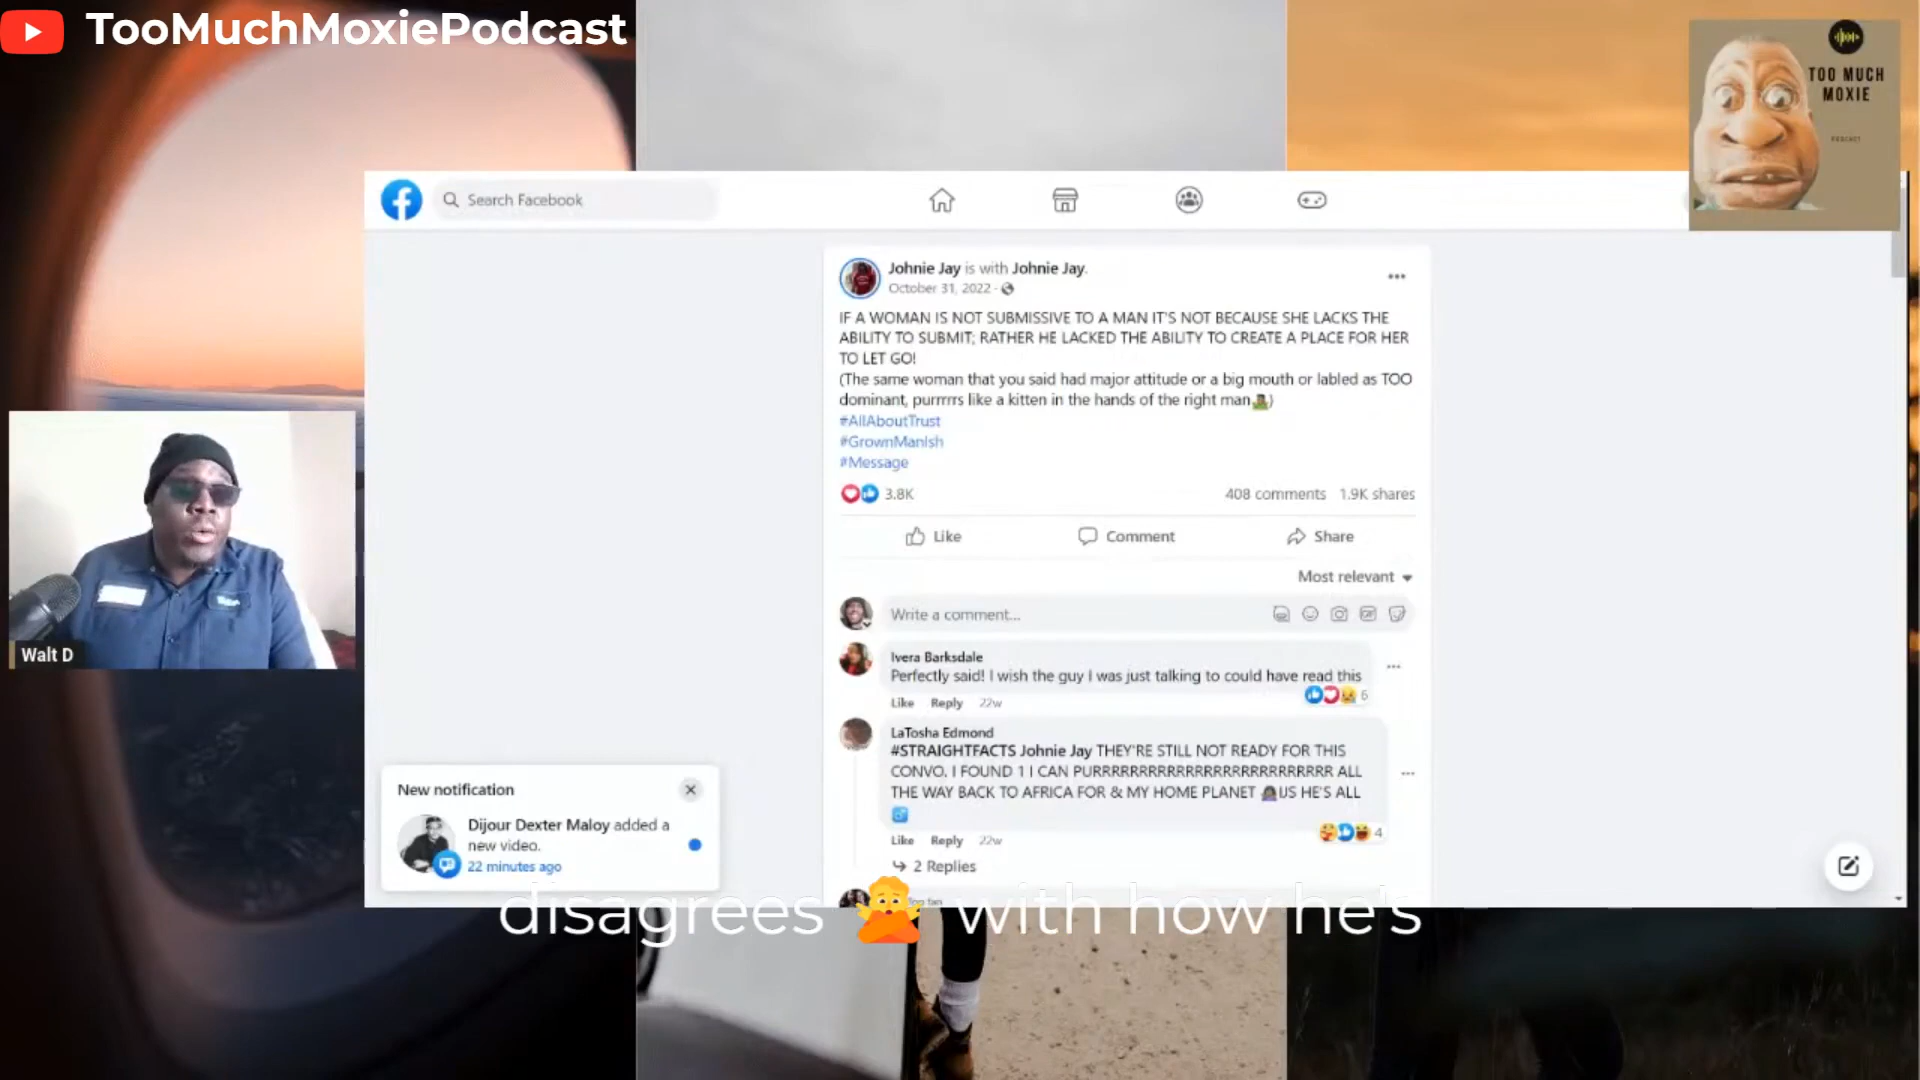 TooMuchMoxiePodcast
TOO MUCH
MOXIE
PODCAST
Search Facebook
Johnie Jay is with Johnie Jay.
October 31, 2022 ·
IF A WOMAN IS NOT SUBMISSIVE TO A MAN IT'S NOT BECAUSE SHE LACKS THE
ABILITY TO SUBMIT; RATHER HE LACKED THE ABILITY TO CREATE A PLACE FOR HER
TO LET GO!
(The same woman that you said had major attitude or a big mouth or labled as TOO
dominant, purrrrs like a kitten in the hands of the right man)
#AllAboutTrust
#GrownManIsh
#Message
3.8K
408 comments 1.9K shares
Like
Comment
Share
Most relevant
Write a comment...
Ivera Barksdale
Perfectly said! I wish the guy I was just talking to could have read this
6
Like Reply 22w
LaTosha Edmond
#STRAIGHTFACTS Johnie Jay THEY'RE STILL NOT READY FOR THIS
CONVO. I FOUND 1 I CAN PURRRRRRRRRRRRRRRRRRRRRRRRR ALL
THE WAY BACK TO AFRICA FOR & MY HOME PLANET US HE'S ALL
4
Like Reply 22w
2 Replies
Walt D
New notification
Dijour Dexter Maloy added a
new video.
22 minutes ago
disagrees with how he's